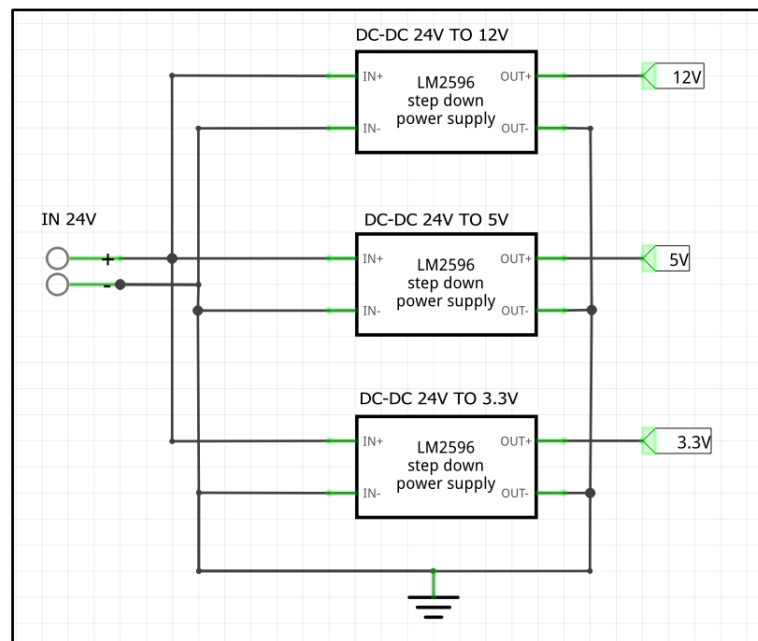 DC-DC 24V TO 12V
IN+
LM2596
step down
power supply
OUT+
12V
IN-
OUT-
IN 24V
+
-
DC-DC 24V TO 5V
IN+
LM2596
step down
power supply
OUT+
5V
IN-
OUT-
DC-DC 24V TO 3.3V
IN+
LM2596
step down
power supply
OUT+
3.3V
IN-
OUT-